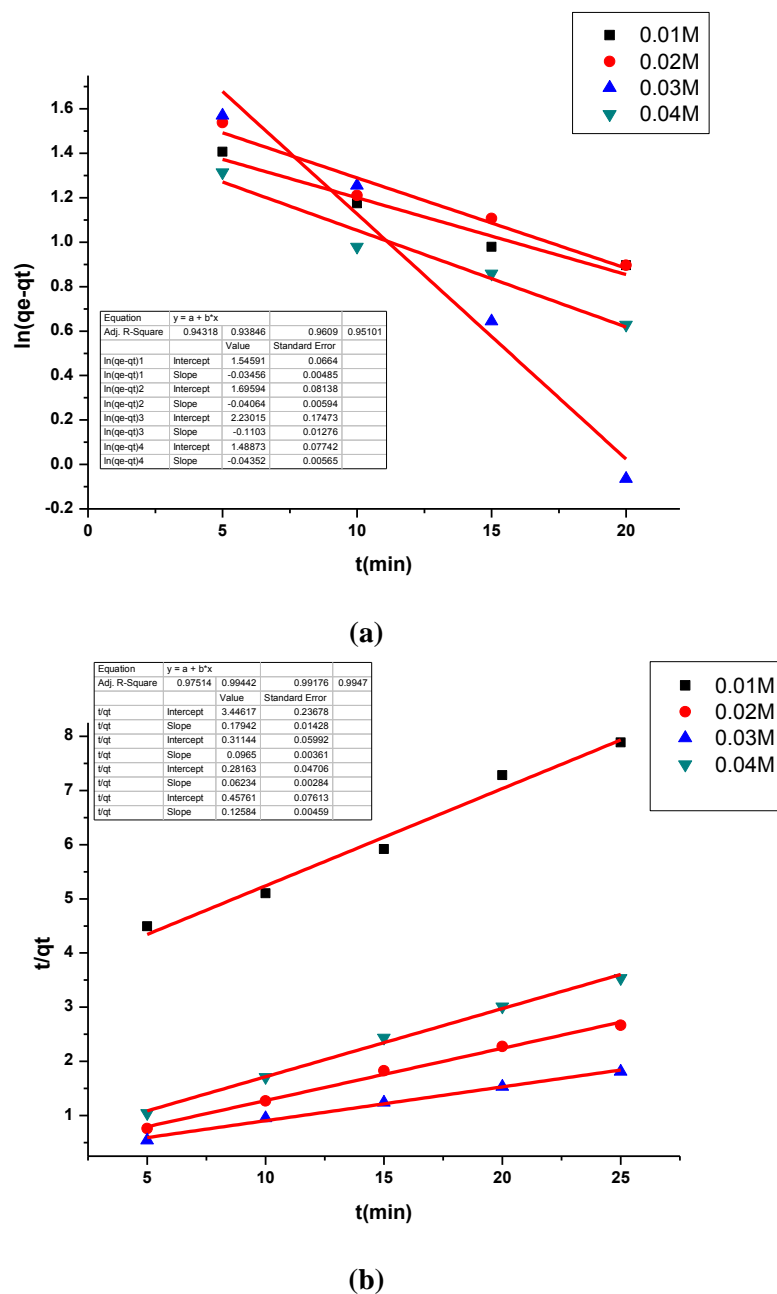 0.01M
0.02M
0.03M
0.04M
1.6
1.4
1.2
1.0
0.8
0.6
0.4
0.2
0.0
-0.2
ln(qe-qt)
Equation y = a + b*x
Adj. R-Square 0.94318 0.93846 0.9609 0.95101
Value Standard Error
ln(qe-qt)1 Intercept 1.54591 0.0664
ln(qe-qt)1 Slope -0.03456 0.00485
ln(qe-qt)2 Intercept 1.69594 0.08138
ln(qe-qt)2 Slope -0.04064 0.00594
ln(qe-qt)3 Intercept 2.23015 0.17473
ln(qe-qt)3 Slope -0.1103 0.01276
ln(qe-qt)4 Intercept 1.48873 0.07742
ln(qe-qt)4 Slope -0.04352 0.00565
0 5 10 15 20
t(min)
(a)
Equation y = a + b*x
Adj. R-Square 0.97514 0.99442 0.99176 0.9947
Value Standard Error
t/qt Intercept 3.44617 0.23678
t/qt Slope 0.17942 0.01428
t/qt Intercept 0.31144 0.05992
t/qt Slope 0.0965 0.00361
t/qt Intercept 0.28163 0.04706
t/qt Slope 0.06234 0.00284
t/qt Intercept 0.45761 0.07613
t/qt Slope 0.12584 0.00459
0.01M
0.02M
0.03M
0.04M
8
7
6
5
4
3
2
1
t/qt
5 10 15 20 25
t(min)
(b)